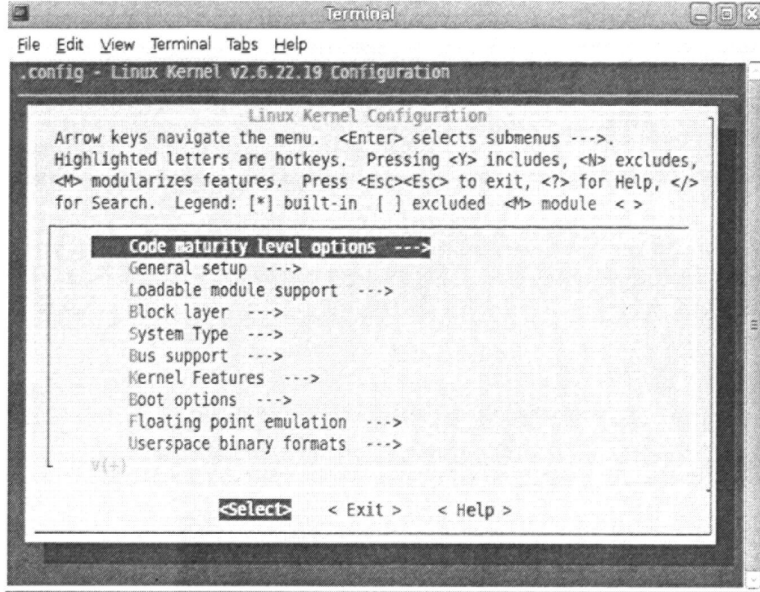 Terminal
File Edit View Terminal Tabs Help
.config - Linux Kernel v2.6.22.19 Configuration
Linux Kernel Configuration
Arrow keys navigate the menu. <Enter> selects submenus --->.
Highlighted letters are hotkeys. Pressing <Y> includes, <N> excludes,
<M> modularizes features. Press <Esc><Esc> to exit, <?> for Help, </>
for Search. Legend: [*] built-in [ ] excluded <M> module < >
Code maturity level options --->
General setup --->
Loadable module support --->
Block layer --->
System Type --->
Bus support --->
Kernel Features --->
Boot options --->
Floating point emulation --->
Userspace binary formats --->
v(+)
<Select> < Exit > < Help >